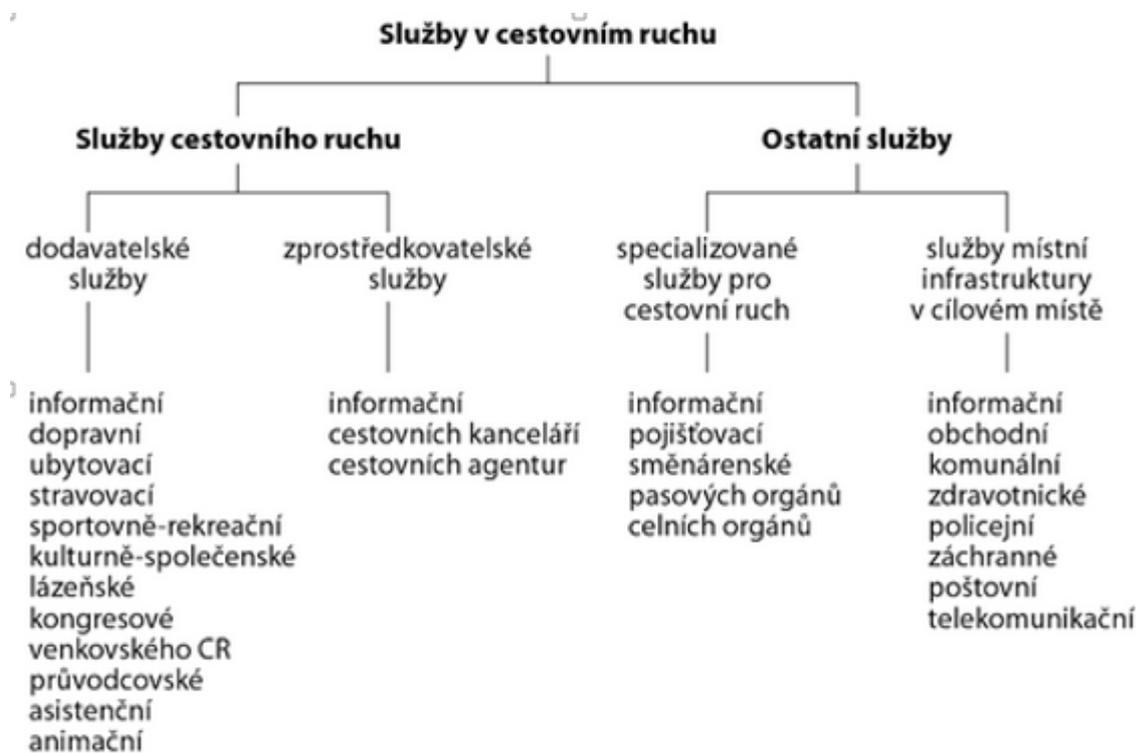 Služby v cestovním ruchu
Služby cestovního ruchu
Ostatní služby
dodavatelské
služby
zprostředkovatelské
služby
specializované
služby pro
cestovní ruch
služby místní
infrastruktury
v cílovém místě
informační
dopravní
ubytovací
stravovací
sportovně-rekreační
kulturně-společenské
lázeňské
kongresové
venkovského CR
průvodcovské
asistenční
animační
informační
cestovních kanceláří
cestovních agentur
informační
pojišťovací
směnárenské
pasových orgánů
celních orgánů
informační
obchodní
komunální
zdravotnické
policejní
záchranné
poštovní
telekomunikační